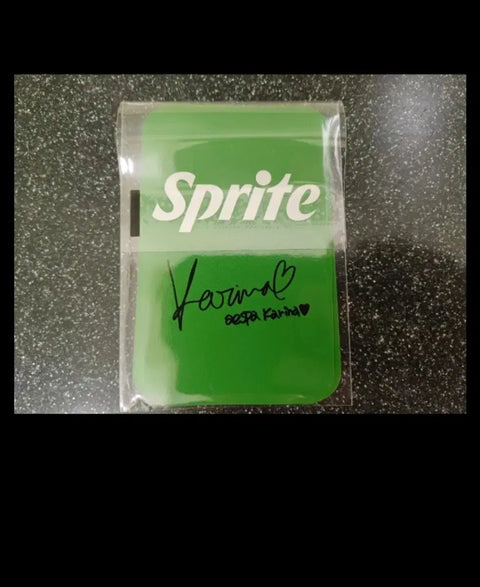 Sprite
Karina♡
aespa Karina♥